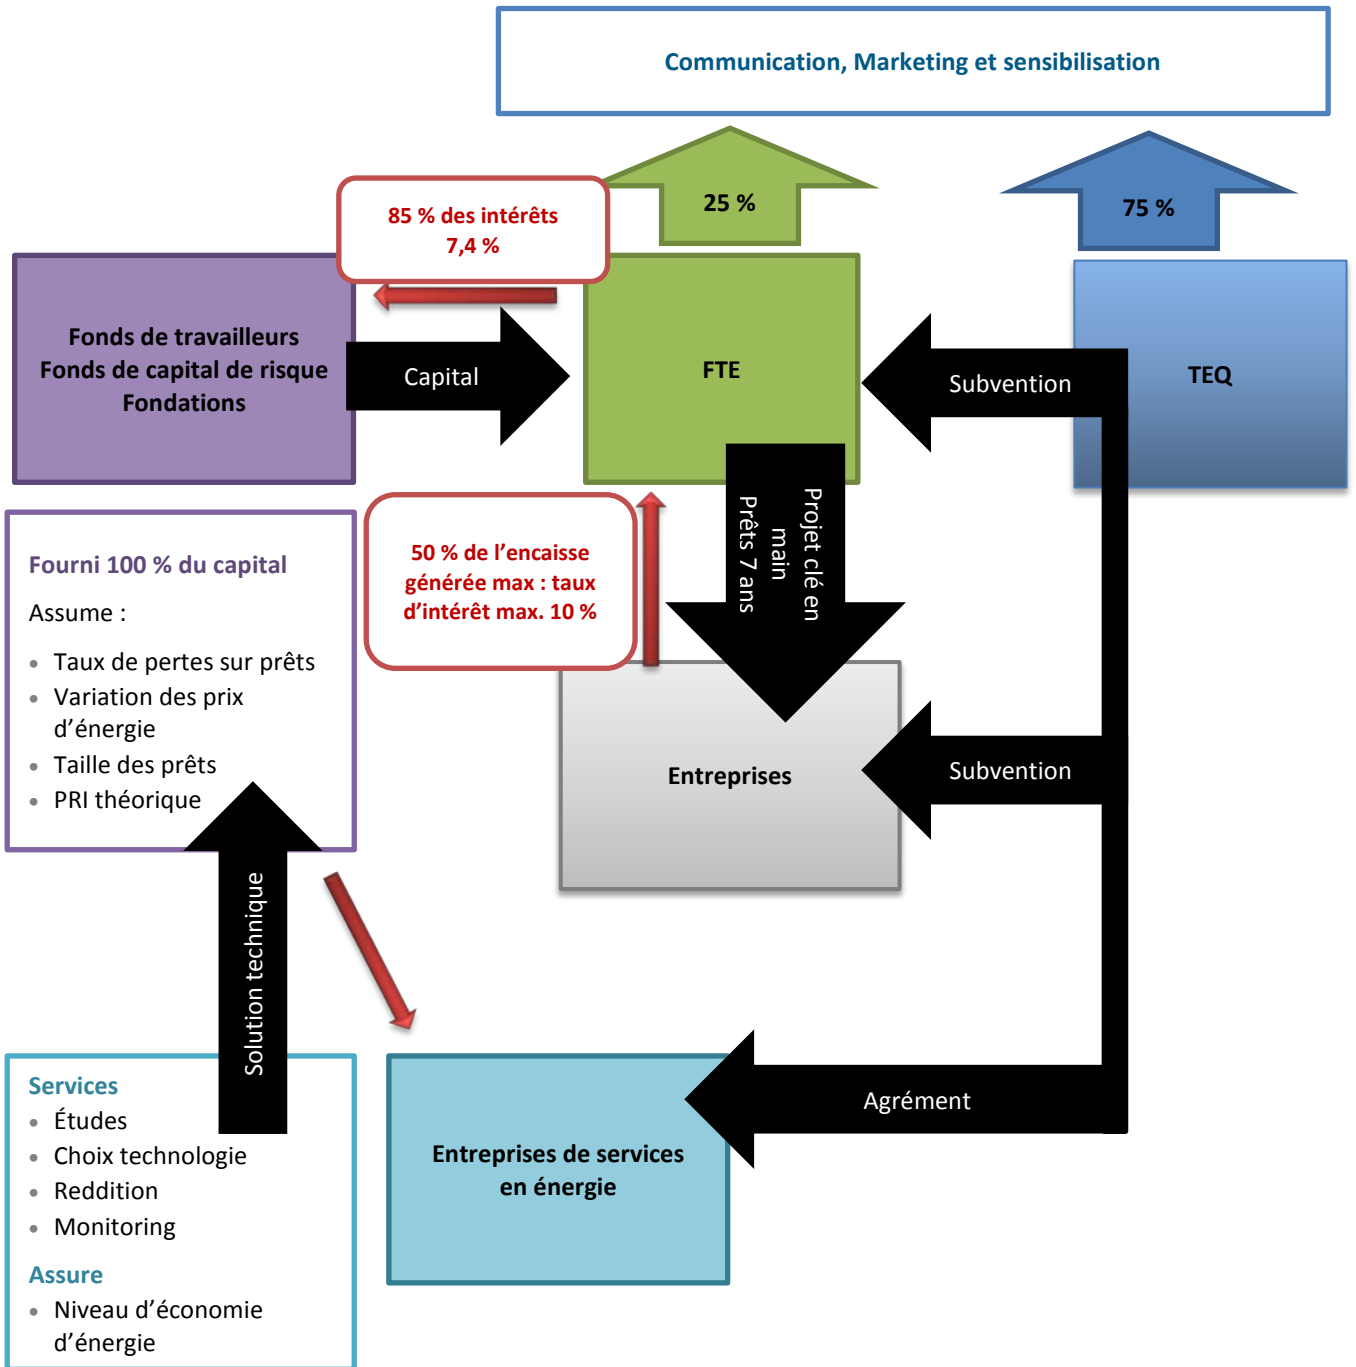 Communication, Marketing et sensibilisation
25 %
75 %
85 % des intérêts
7,4 %
Fonds de travailleurs
Fonds de capital de risque
Fondations
Capital
FTE
Subvention
TEQ
Projet clé en
main
Prêts 7 ans
Fourni 100 % du capital
Assume :
• Taux de pertes sur prêts
• Variation des prix
d’énergie
• Taille des prêts
• PRI théorique
50 % de l’encaisse
générée max : taux
d’intérêt max. 10 %
Entreprises
Subvention
Solution technique
Services
• Études
• Choix technologie
• Reddition
• Monitoring
Assure
• Niveau d’économie
d’énergie
Entreprises de services
en énergie
Agrément